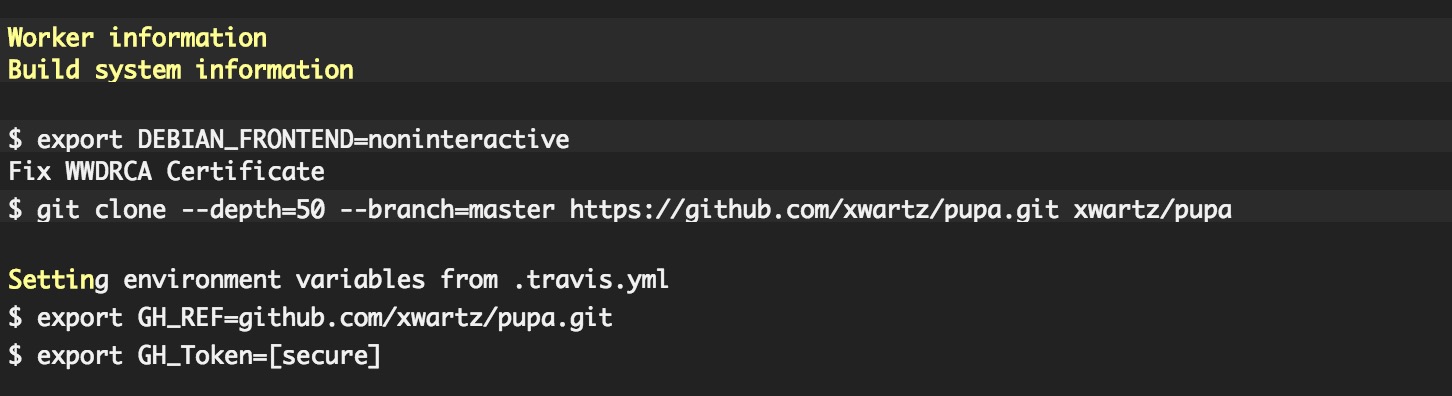 Worker information
Build system information
$ export DEBIAN_FRONTEND=noninteractive
Fix WWDRCA Certificate
$ git clone --depth=50 --branch=master https://github.com/xwartz/pupa.git xwartz/pupa
Setting environment variables from .travis.yml
$ export GH_REF=github.com/xwartz/pupa.git
$ export GH_Token=[secure]